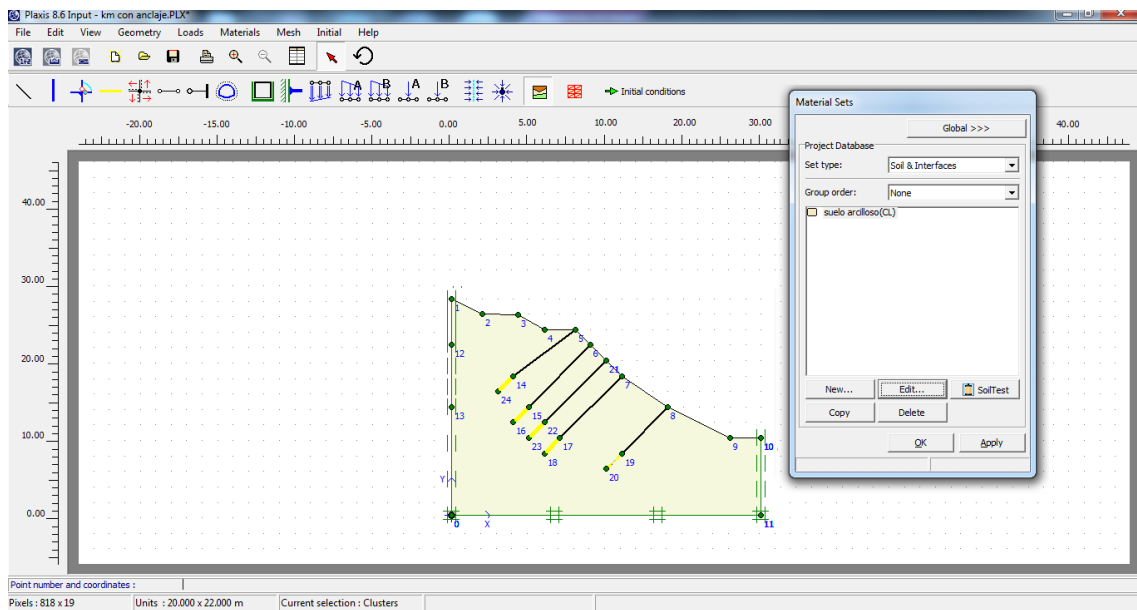 Plaxis 8.6 Input - km con anclaje.PLX*
File Edit View Geometry Loads Materials Mesh Initial Help
A B A B Initial conditions
-20.00 -15.00 -10.00 -5.00 0.00 5.00 10.00 20.00 30.00 40.00
40.00
30.00
20.00
10.00
0.00
1
2 3
4 5
12 6
21
14 7
24
13 15 8
16 22
23 17 9 10
18 19
20
Y
0 X 11
Material Sets
Global >>>
Project Database
Set type: Soil & Interfaces
Group order: None
suelo arcilloso(CL)
New... Edit... SoilTest
Copy Delete
OK Apply
Point number and coordinates :
Pixels : 818 x 19 Units : 20.000 x 22.000 m Current selection : Clusters